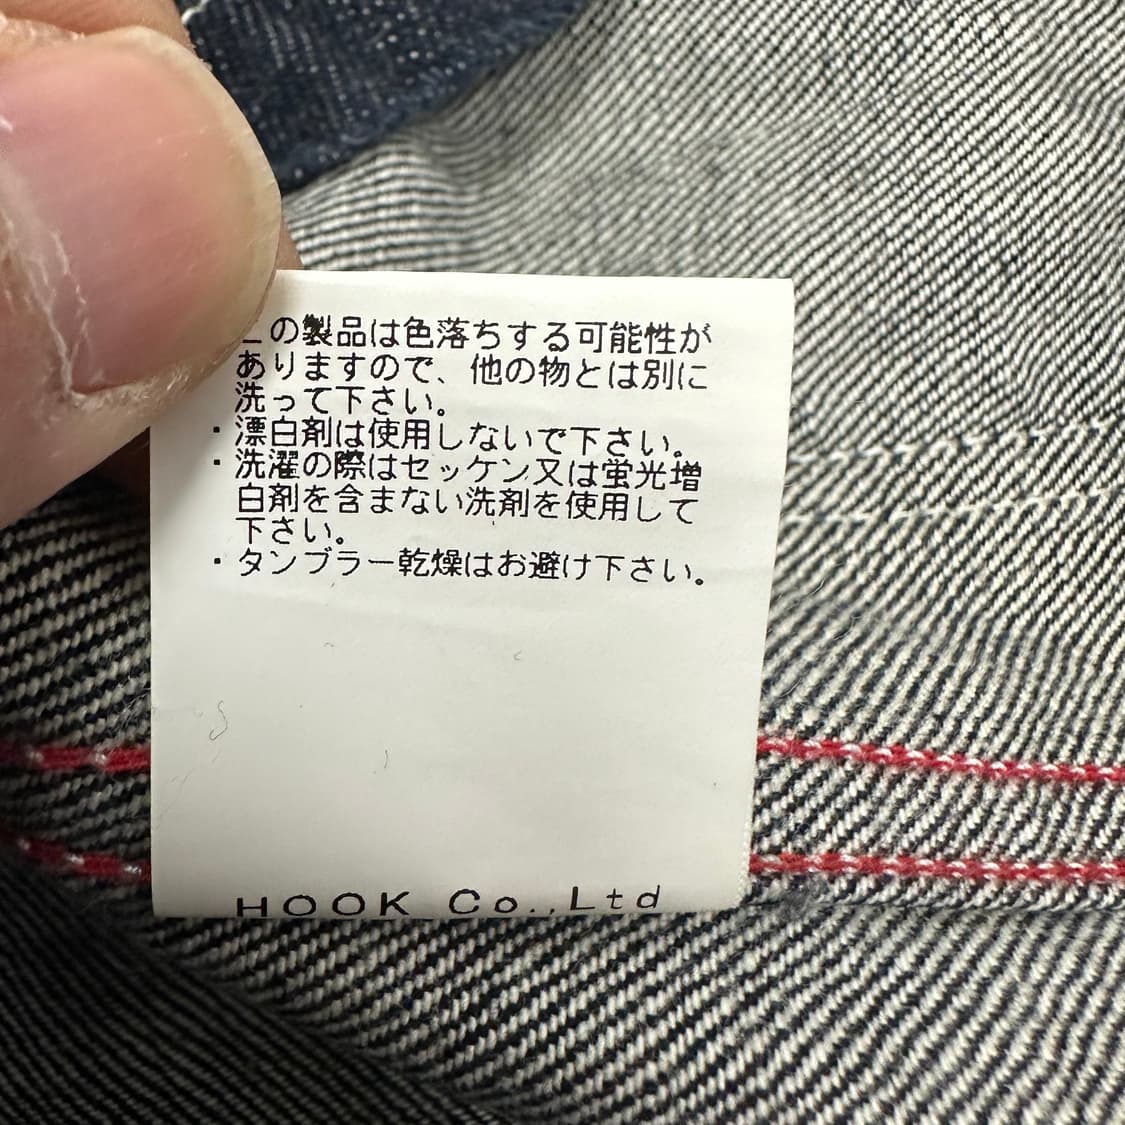 この製品は色落ちする可能性が
ありますので、他の物とは別に
洗って下さい。
・漂白剤は使用しないで下さい。
・洗濯の際はセッケン又は蛍光増
白剤を含まない洗剤を使用して
下さい。
・タンブラー乾燥はお避け下さい。
HOOK Co.,Ltd